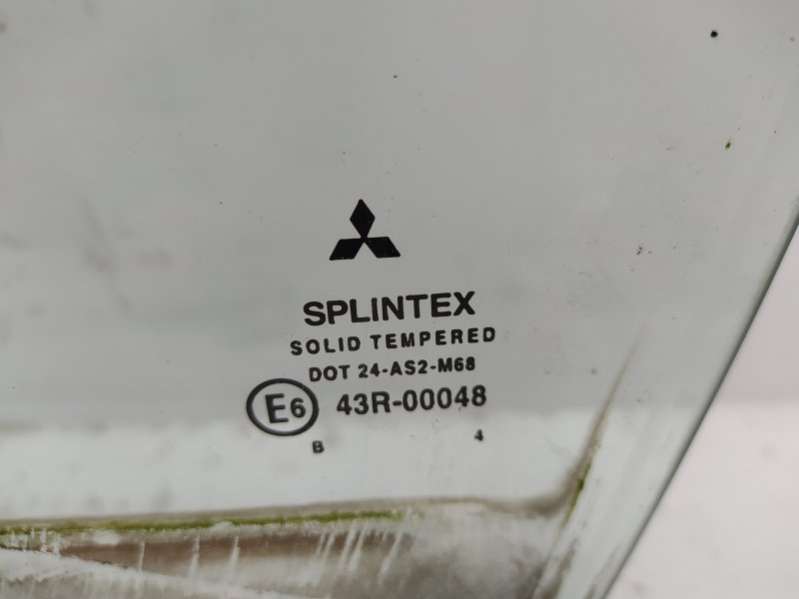 SPLINTEX
SOLID TEMPERED
DOT 24-AS2-M68
E6 43R-00048
B 4